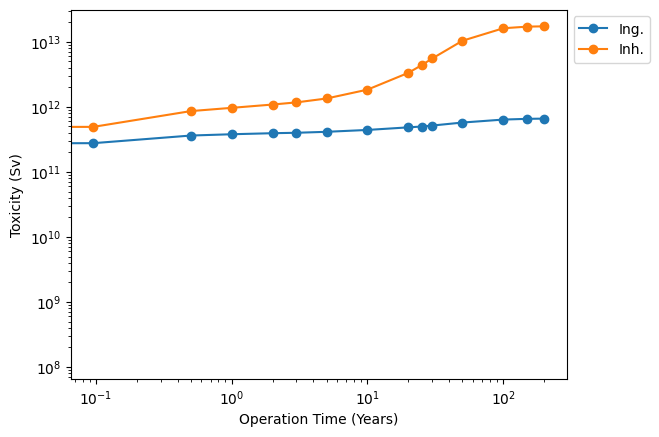 Toxicity (Sv)
10¹³
10¹²
10¹¹
10¹⁰
10⁹
10⁸
10⁻¹
10⁰
10¹
10²
Operation Time (Years)
Ing.
Inh.